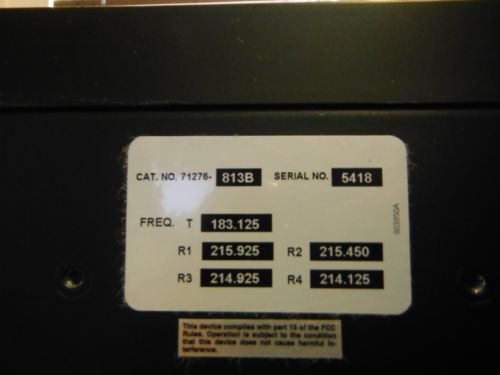 CAT. NO. 71276- 813B SERIAL NO. 5418
FREQ. T 183.125
R1 215.925 R2 215.450
R3 214.925 R4 214.125
803850A
This device complies with part 15 of the FCC
Rules. Operation is subject to the condition
that this device does not cause harmful in-
terference.